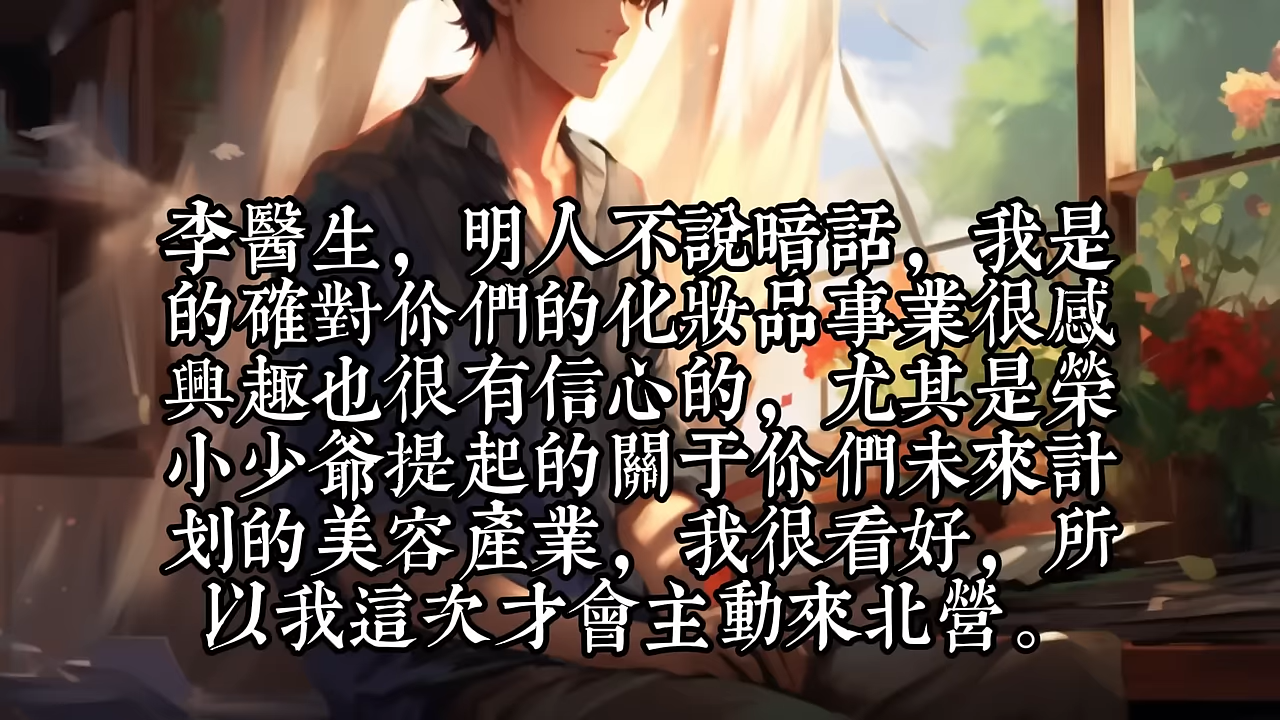 李醫生，明人不說暗話，我是
的確對你們的化妝品事業很感
興趣也很有信心的，尤其是榮
小少爺提起的關于你們未來計
划的美容產業，我很看好，所
以我這次才會主動來北營。